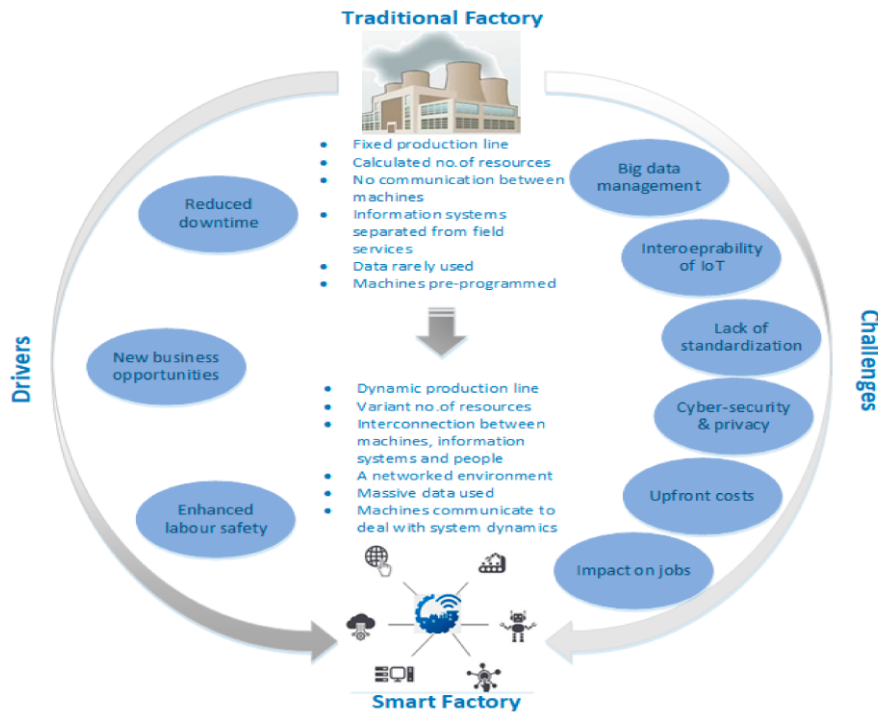 Traditional Factory
• Fixed production line
• Calculated no.of resources
• No communication between
machines
• Information systems
separated from field
services
• Data rarely used
• Machines pre-programmed
Drivers
Reduced
downtime
New business
opportunities
Enhanced
labour safety
• Dynamic production line
• Variant no.of resources
• Interconnection between
machines, information
systems and people
• A networked environment
• Massive data used
• Machines communicate to
deal with system dynamics
Challenges
Big data
management
Interoeprability
of IoT
Lack of
standardization
Cyber-security
& privacy
Upfront costs
Impact on jobs
Smart Factory